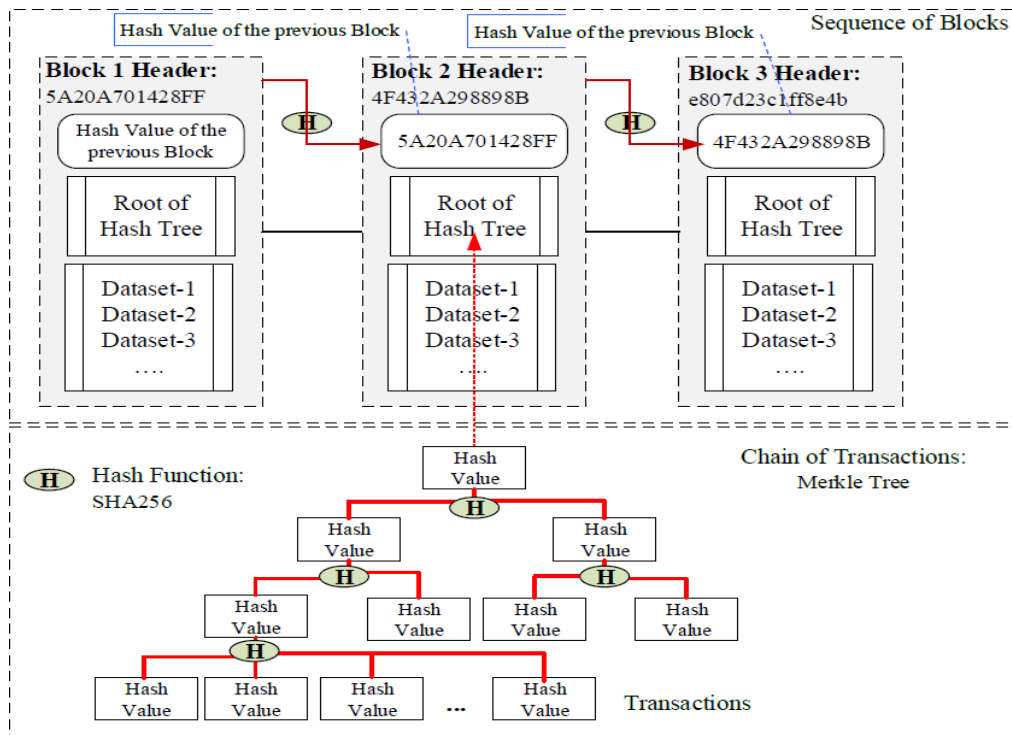 Sequence of Blocks
Hash Value of the previous Block
Hash Value of the previous Block
Block 1 Header:
5A20A701428FF
Hash Value of the
previous Block
Root of
Hash Tree
Dataset-1
Dataset-2
Dataset-3
....
H
Block 2 Header:
4F432A298898B
5A20A701428FF
Root of
Hash Tree
Dataset-1
Dataset-2
Dataset-3
....
H
Block 3 Header:
e807d23c1ff8e4b
4F432A298898B
Root of
Hash Tree
Dataset-1
Dataset-2
Dataset-3
....
H
Hash Function:
SHA256
Chain of Transactions:
Merkle Tree
Hash
Value
H
Hash
Value
Hash
Value
H
H
Hash
Value
Hash
Value
Hash
Value
Hash
Value
H
Hash
Value
Hash
Value
Hash
Value
...
Hash
Value
Transactions